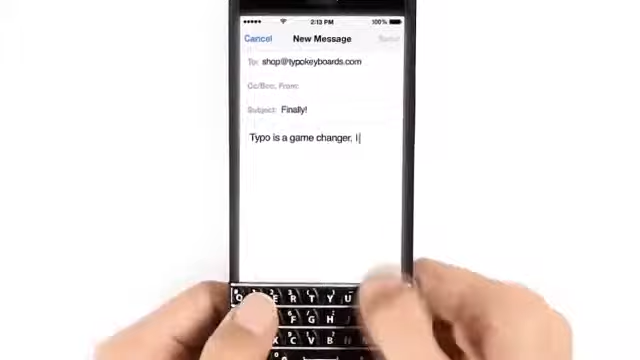 2:13 PM 100%
Cancel New Message Send
To: shop@typokeyboards.com
Cc/Bcc, From:
Subject: Finally!
Typo is a game changer, I
E R T Y U
F G H
X C V B N